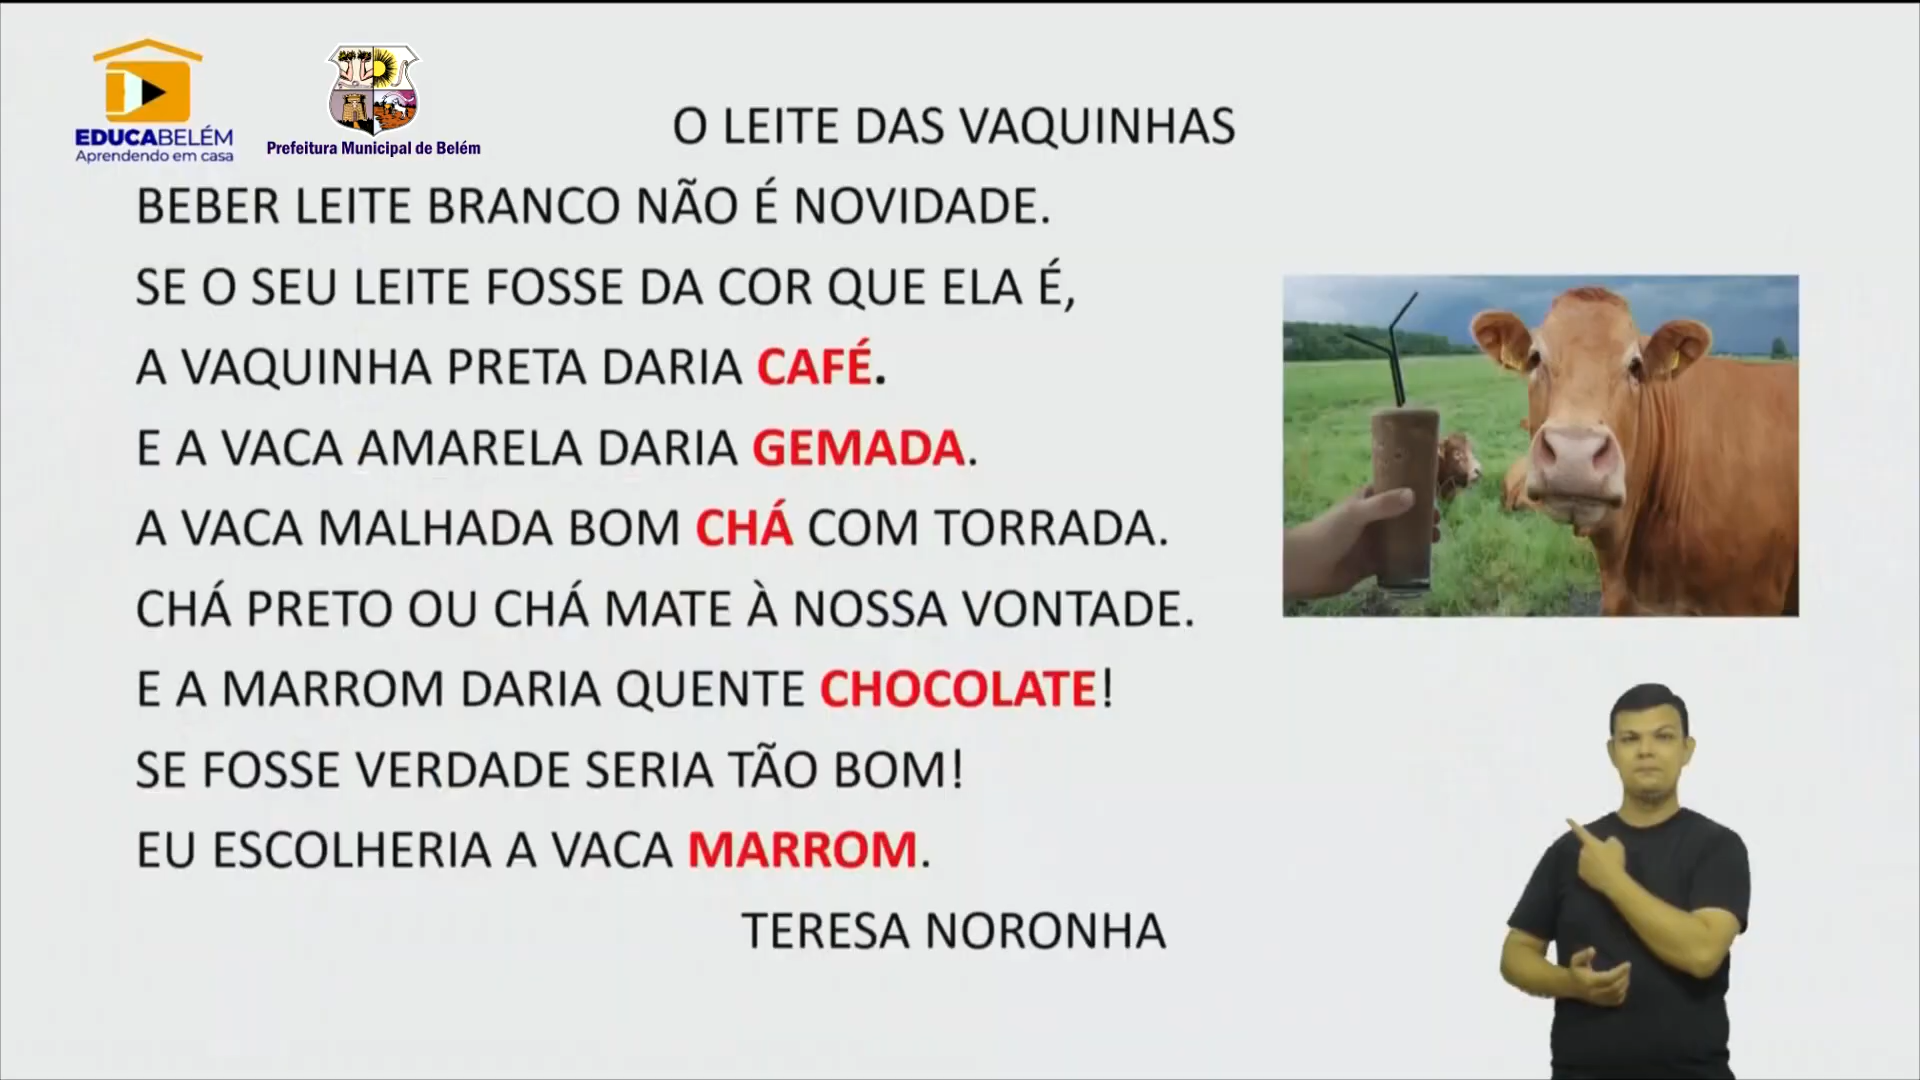 EDUCABELÉM
Aprendendo em casa
Prefeitura Municipal de Belém
O LEITE DAS VAQUINHAS
BEBER LEITE BRANCO NÃO É NOVIDADE.
SE O SEU LEITE FOSSE DA COR QUE ELA É,
A VAQUINHA PRETA DARIA CAFÉ.
E A VACA AMARELA DARIA GEMADA.
A VACA MALHADA BOM CHÁ COM TORRADA.
CHÁ PRETO OU CHÁ MATE À NOSSA VONTADE.
E A MARROM DARIA QUENTE CHOCOLATE!
SE FOSSE VERDADE SERIA TÃO BOM!
EU ESCOLHERIA A VACA MARROM.
TERESA NORONHA